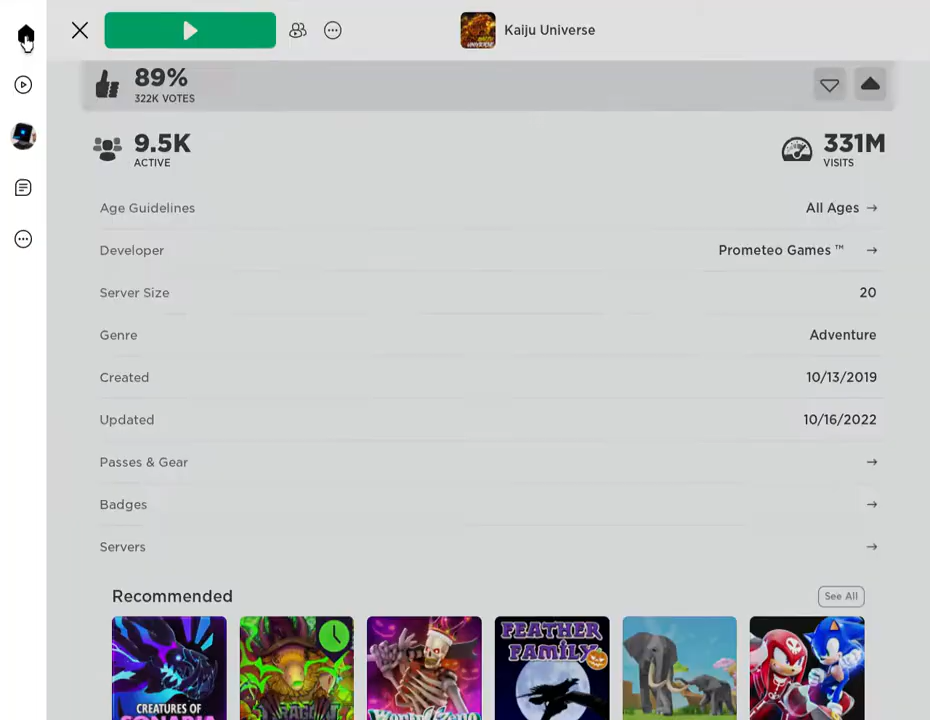 Kaiju Universe
89%
322K VOTES
9.5K
ACTIVE
331M
VISITS
Age Guidelines
All Ages →
Developer
Prometeo Games ™ →
Server Size
20
Genre
Adventure
Created
10/13/2019
Updated
10/16/2022
Passes & Gear →
Badges →
Servers →
Recommended
See All
CREATURES OF
SONARIA
FEATHER
FAMILY